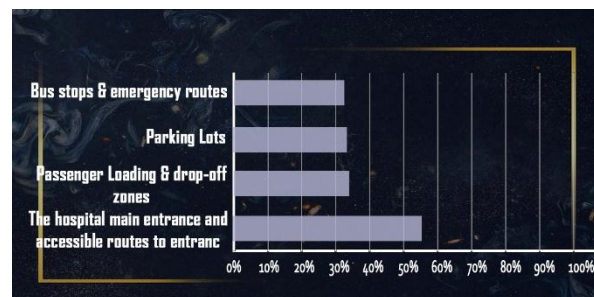 Bus stops & emergency routes
Parking Lots
Passenger Loading & drop-off
zones
The hospital main entrance and
accessible routes to entranc
0% 10% 20% 30% 40% 50% 60% 70% 80% 90% 100%